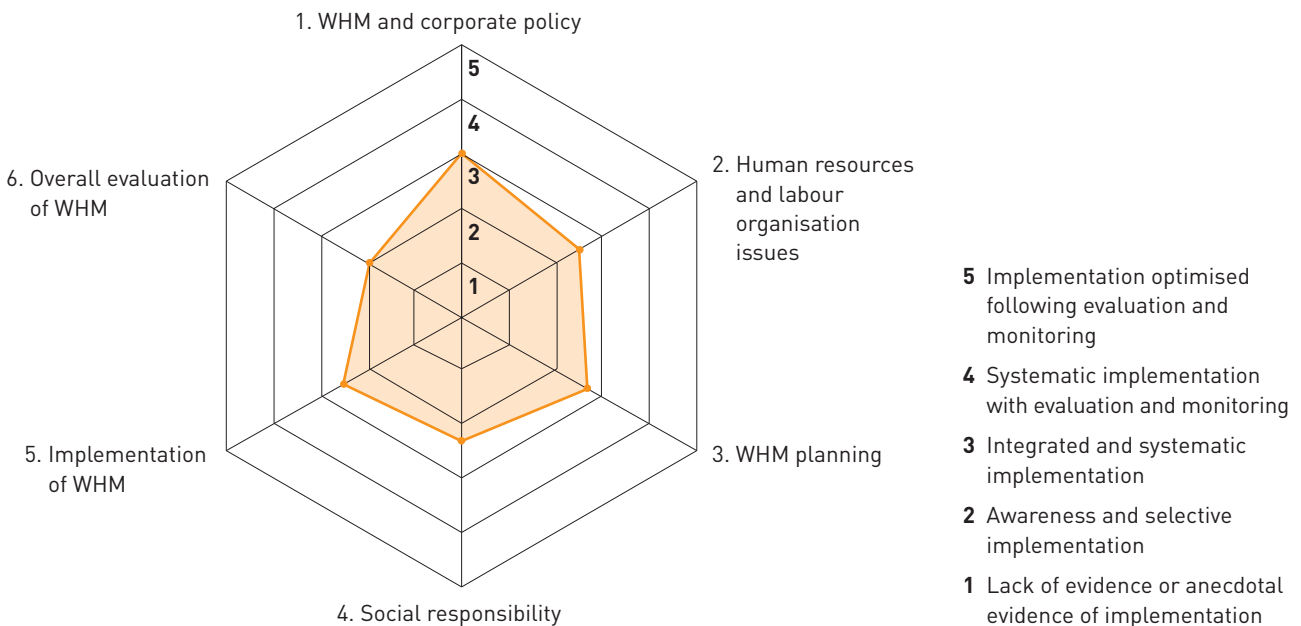 1. WHM and corporate policy
5
4
3
2
1
2. Human resources
and labour
organisation
issues
3. WHM planning
4. Social responsibility
5. Implementation
of WHM
6. Overall evaluation
of WHM
5 Implementation optimised
following evaluation and
monitoring
4 Systematic implementation
with evaluation and monitoring
3 Integrated and systematic
implementation
2 Awareness and selective
implementation
1 Lack of evidence or anecdotal
evidence of implementation